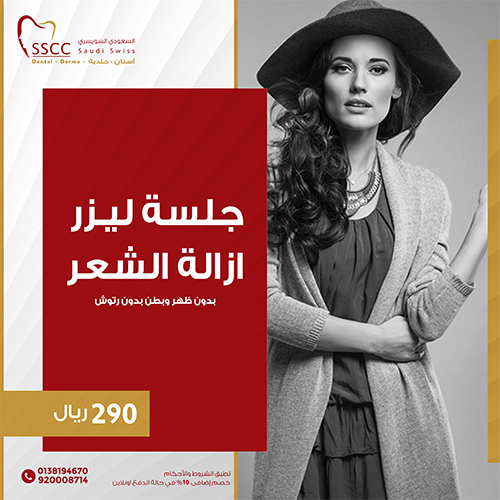 SSCC
السعودي السويسري
Saudi Swiss
Dental - Derma - أسنان - جلدية
جلسة ليزر
ازالة الشعر
بدون ظهر وبطن بدون رتوش
290 ريال
0138194670
920008714
تطبق الشروط والأحكام
خصم إضافي 10% في حالة الدفع اونلاين